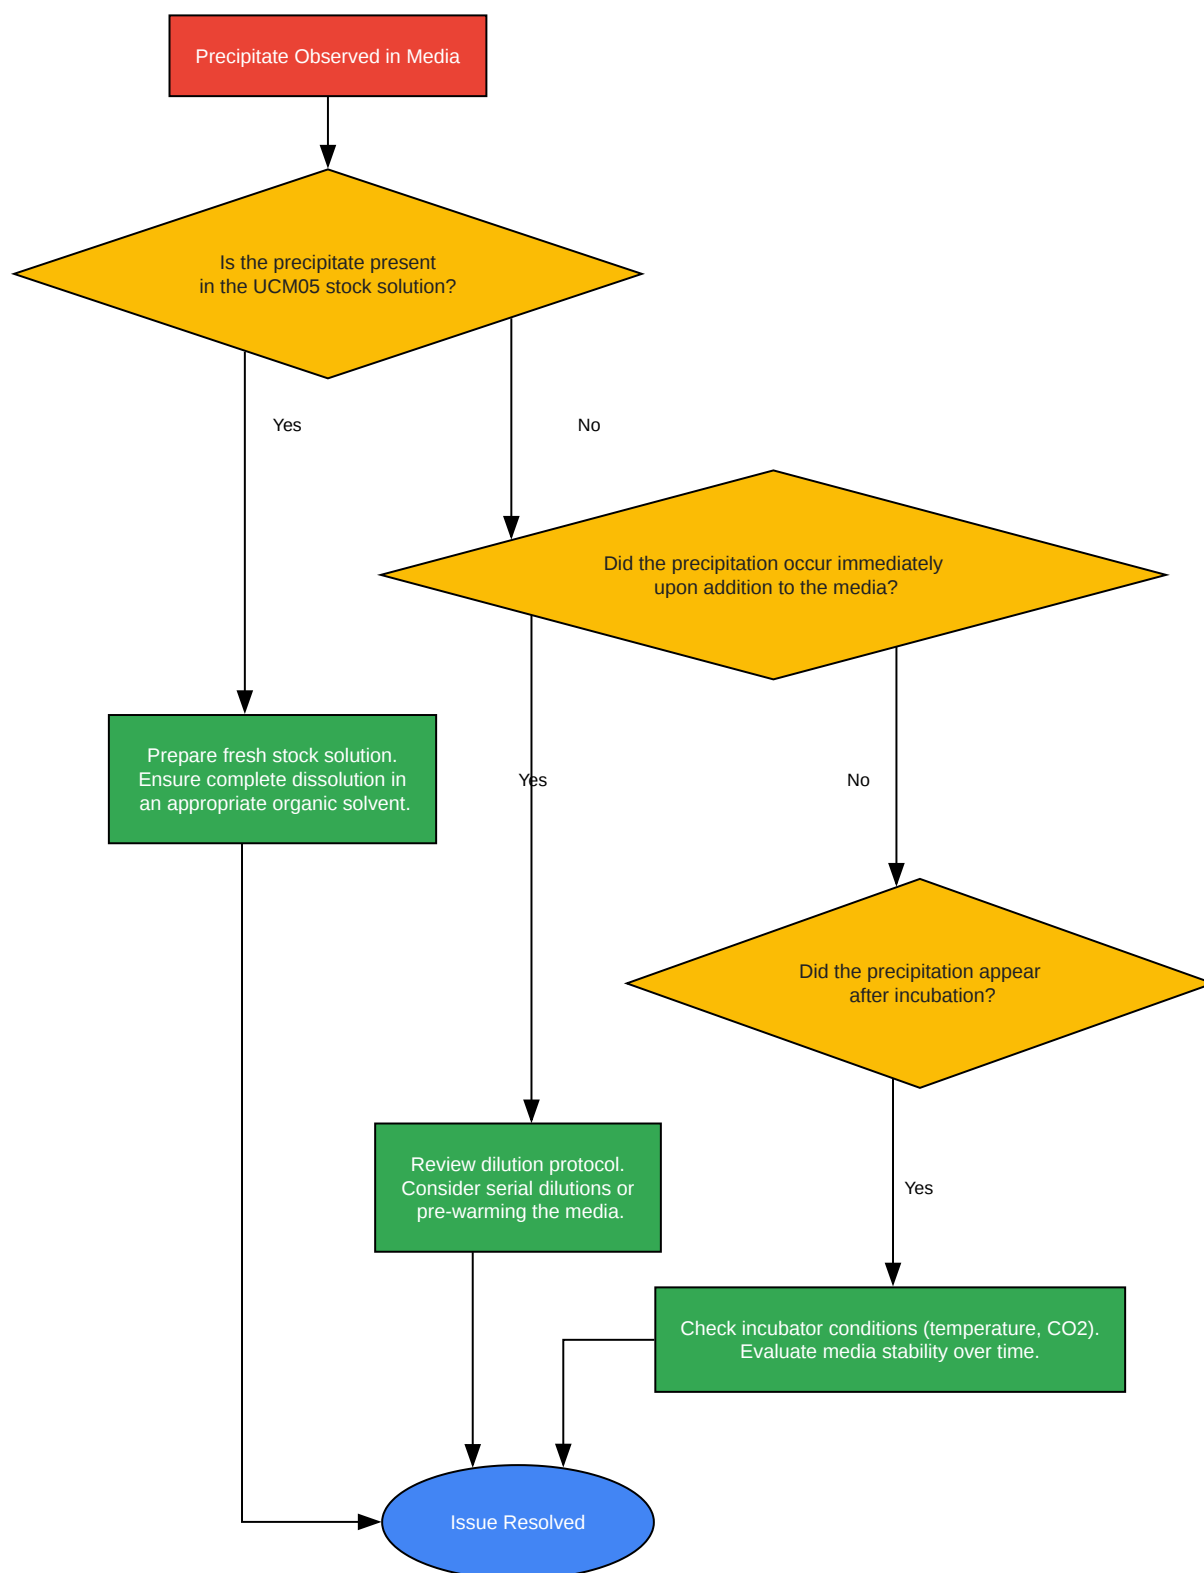 Precipitate Observed in Media
Is the precipitate present
in the UCM05 stock solution?
Yes
No
Did the precipitation occur immediately
upon addition to the media?
Prepare fresh stock solution.
Ensure complete dissolution in
an appropriate organic solvent.
Yes
No
Did the precipitation appear
after incubation?
Review dilution protocol.
Consider serial dilutions or
pre-warming the media.
Yes
Check incubator conditions (temperature, CO2).
Evaluate media stability over time.
Issue Resolved